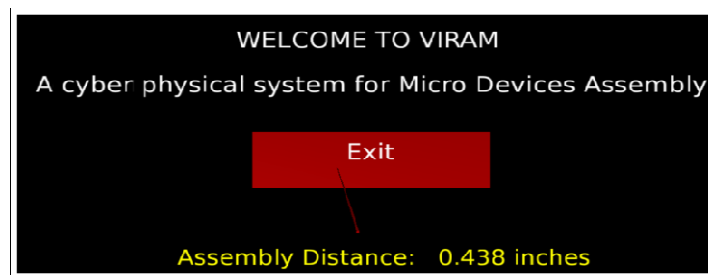 WELCOME TO VIRAM
A cyber physical system for Micro Devices Assembly
Exit
Assembly Distance: 0.438 inches